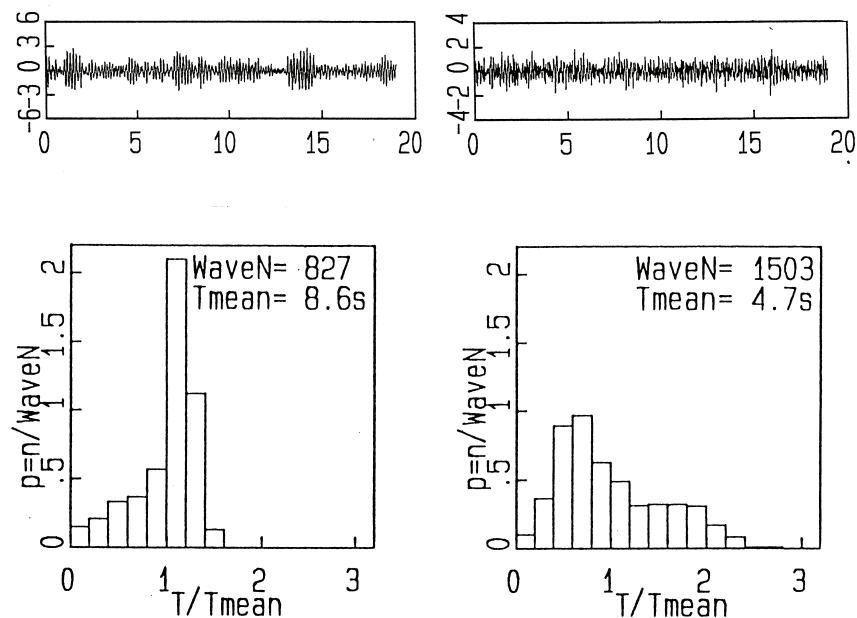 -6-3 0 3 6
0 5 10 15 20
-4-2 0 2 4
0 5 10 15 20
WaveN= 827
Tmean= 8.6s
p=n/WaveN
0 .5 1 1.5 2
0 1 2 3
T/Tmean
WaveN= 1503
Tmean= 4.7s
p=n/WaveN
0 .5 1 1.5 2
0 1 2 3
T/Tmean